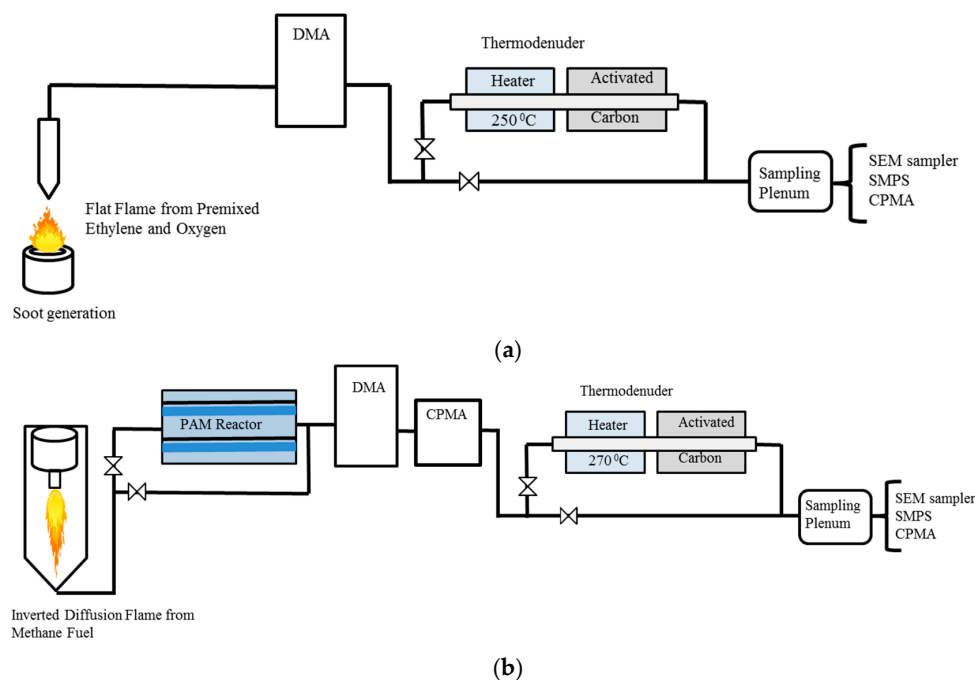 DMA
Thermodenuder
Heater
Activated
250 ⁰C
Carbon
Flat Flame from Premixed
Ethylene and Oxygen
Soot generation
Sampling
Plenum
SEM sampler
SMPS
CPMA
(a)
PAM Reactor
DMA
CPMA
Thermodenuder
Heater
Activated
270 ⁰C
Carbon
Sampling
Plenum
SEM sampler
SMPS
CPMA
Inverted Diffusion Flame from
Methane Fuel
(b)